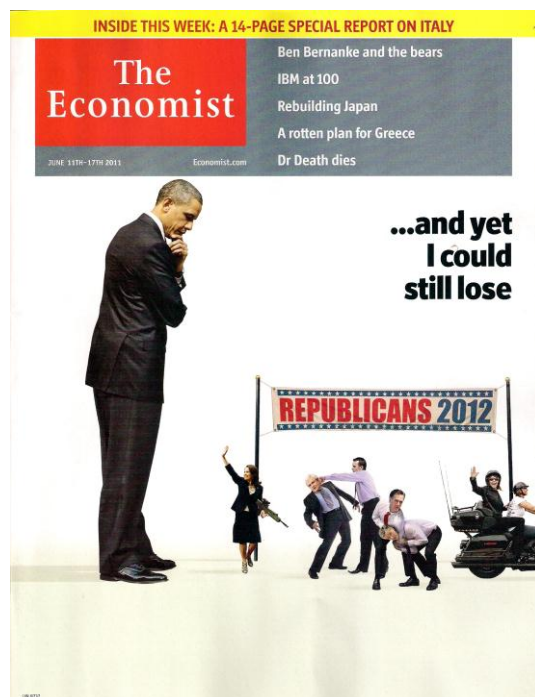 INSIDE THIS WEEK: A 14-PAGE SPECIAL REPORT ON ITALY
The
Economist
JUNE 11TH–17TH 2011
Economist.com
Ben Bernanke and the bears
IBM at 100
Rebuilding Japan
A rotten plan for Greece
Dr Death dies
...and yet
I could
still lose
REPUBLICANS 2012